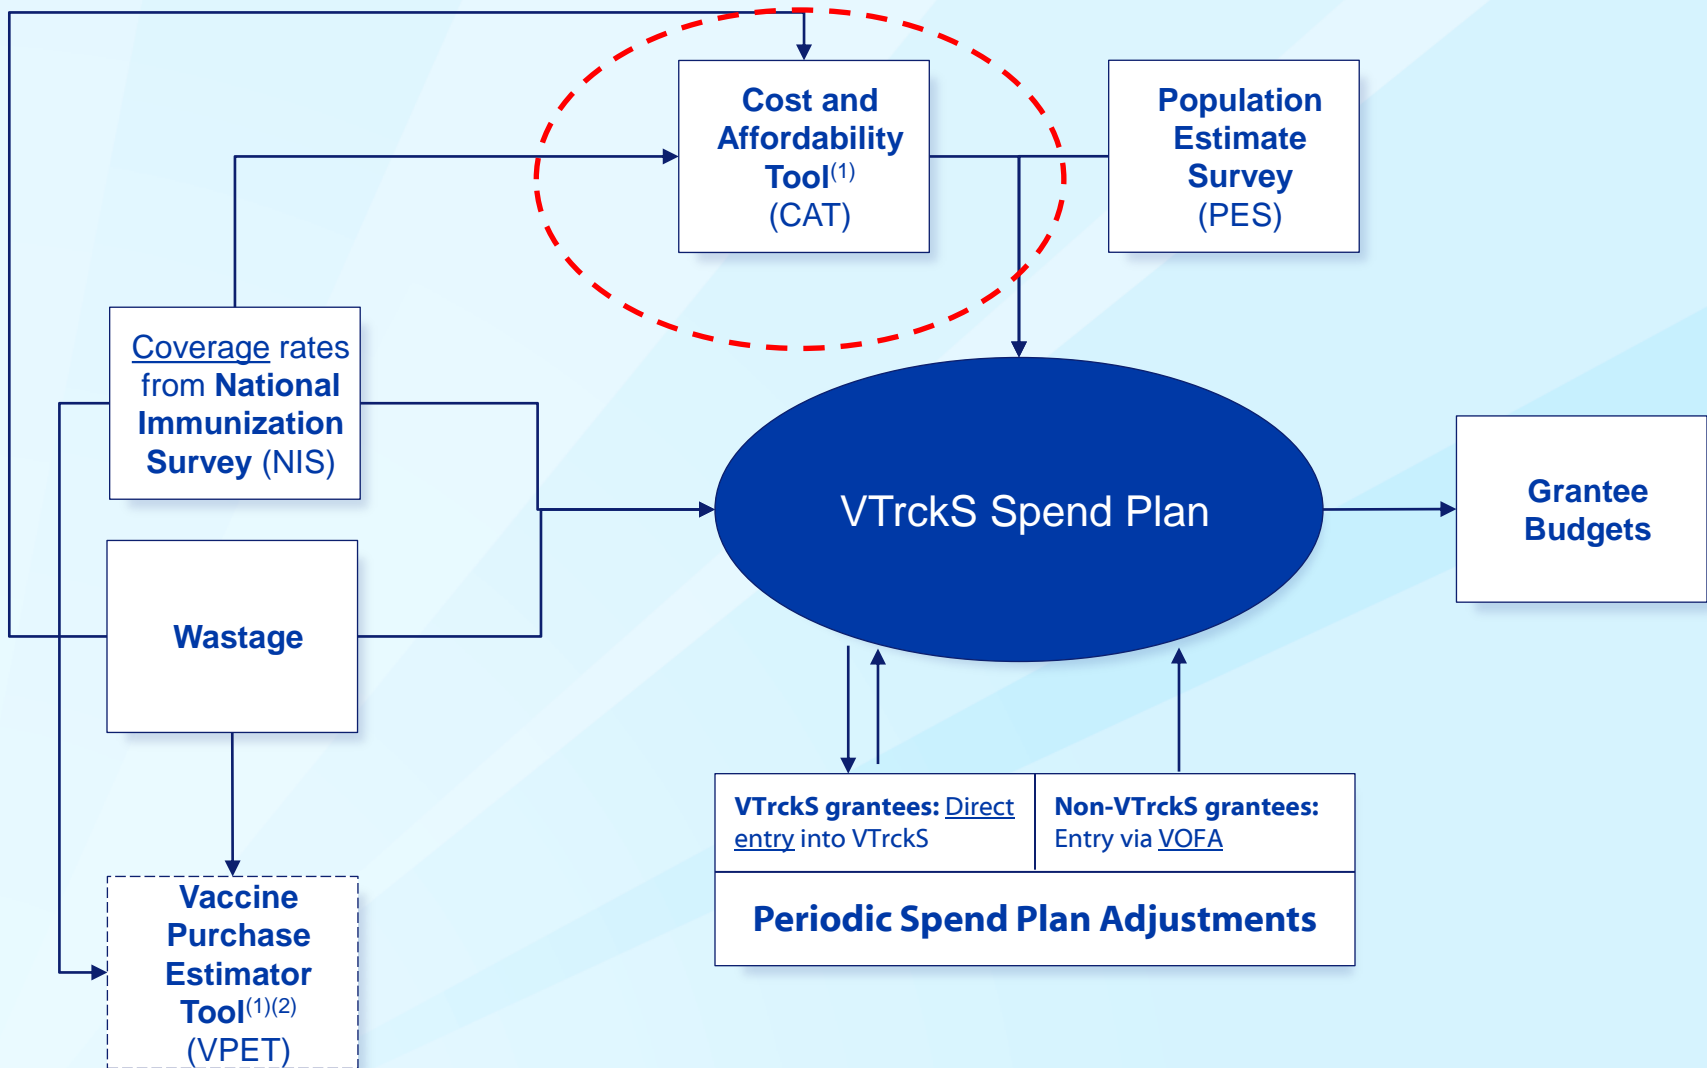 Cost and
Affordability
Tool(1)
(CAT)
Population
Estimate
Survey
(PES)
Coverage rates
from National
Immunization
Survey (NIS)
VTrckS Spend Plan
Grantee
Budgets
Wastage
VTrckS grantees: Direct
entry into VTrckS
Non-VTrckS grantees:
Entry via VOFA
Periodic Spend Plan Adjustments
Vaccine
Purchase
Estimator
Tool(1)(2)
(VPET)